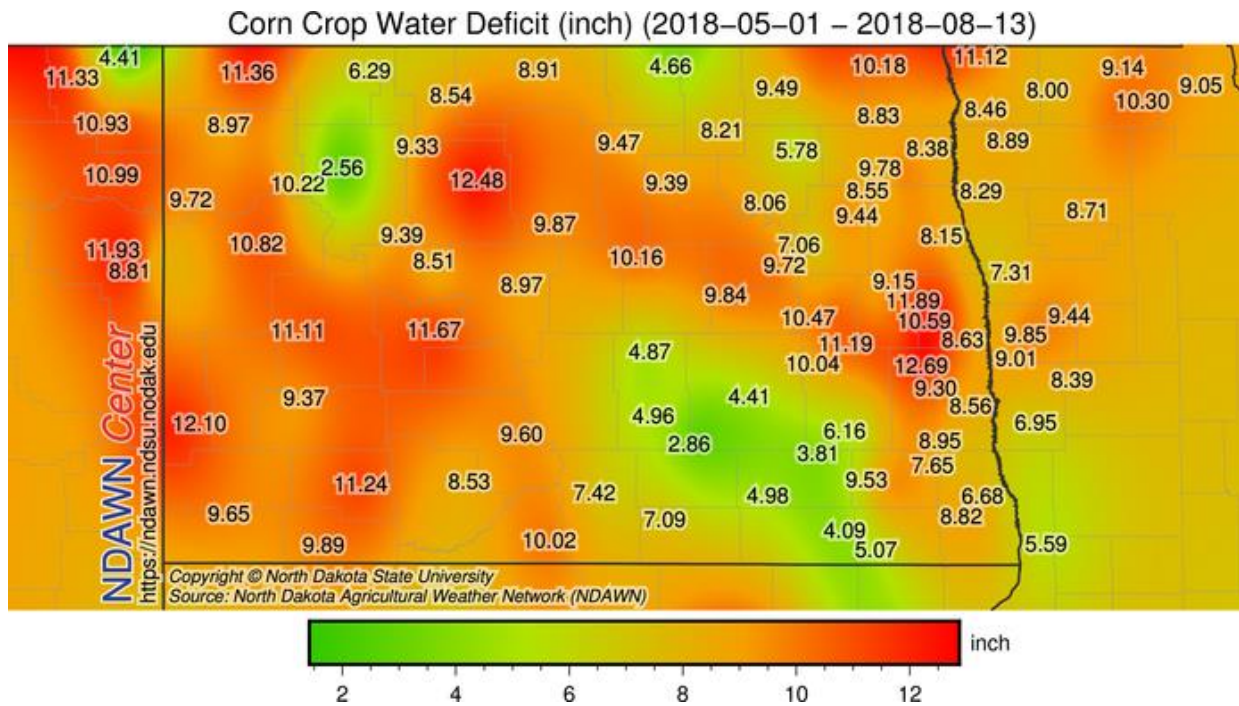 Corn Crop Water Deficit (inch) (2018−05−01 − 2018−08−13)
4.41 11.12
11.33 11.36 6.29 8.91 4.66 10.18 9.14
8.54 9.49 8.00 9.05
10.30
10.93 8.97 8.21 8.83 8.46
9.33 9.47 5.78 8.38 8.89
10.99 10.22 2.56 12.48 9.39 9.78
9.72 8.06 8.55 8.29
9.87 9.44 8.71
11.93 10.82 9.39 7.06 8.15
8.81 8.51 10.16 9.72 7.31
8.97 9.84 9.15
11.89
10.47 10.59 9.44
11.11 11.67 11.19 8.63 9.85
4.87 10.04 12.69 9.01
9.37 4.41 9.30 8.39
12.10 4.96 8.56 6.95
9.60 2.86 6.16 8.95
3.81 7.65
11.24 8.53 7.42 4.98 9.53 6.68
9.65 7.09 8.82
9.89 10.02 4.09 5.59
5.07
NDAWN Center
https://ndawn.ndsu.nodak.edu
Copyright © North Dakota State University
Source: North Dakota Agricultural Weather Network (NDAWN)
inch
2 4 6 8 10 12